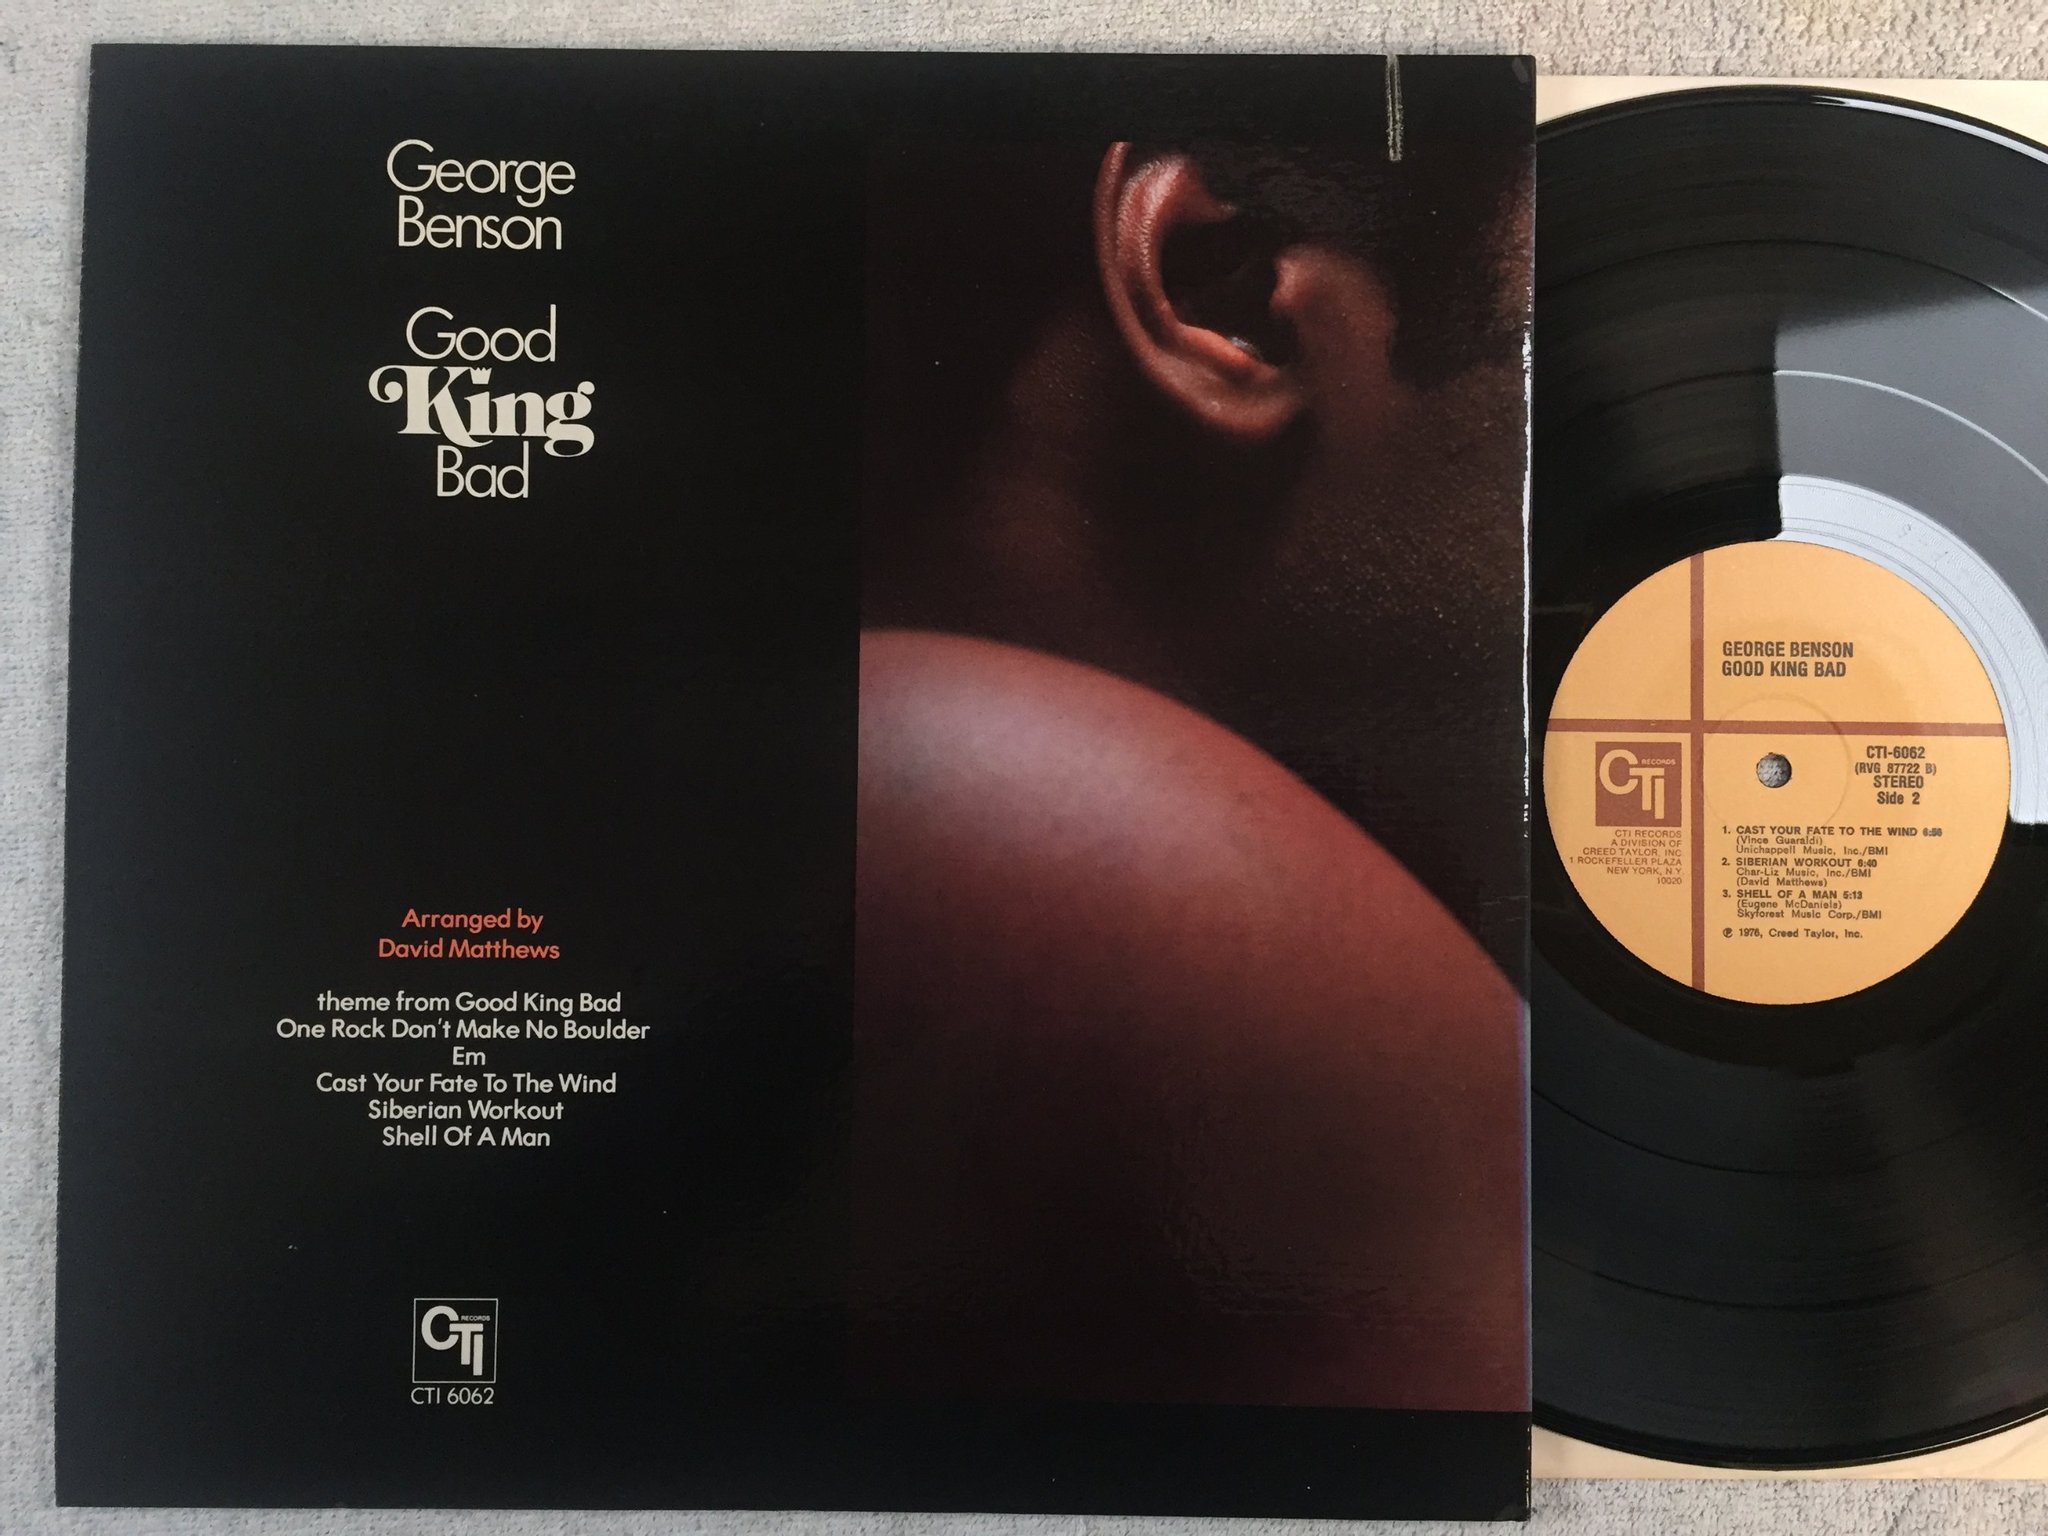 George
Benson
Good
King
Bad
Arranged by
David Matthews
theme from Good King Bad
One Rock Don't Make No Boulder
Em
Cast Your Fate To The Wind
Siberian Workout
Shell Of A Man
CTI RECORDS
CTI 6062
GEORGE BENSON
GOOD KING BAD
CTI RECORDS
CTI RECORDS
A DIVISION OF
CREED TAYLOR, INC
1 ROCKEFELLER PLAZA
NEW YORK, N.Y.
10020
CTI-6062
(RVG 87722 B)
STEREO
Side 2
1. CAST YOUR FATE TO THE WIND 6:50
(Vince Guaraldi)
Unichappell Music, Inc./BMI
2. SIBERIAN WORKOUT 6:40
Char-Liz Music, Inc./BMI
(David Matthews)
3. SHELL OF A MAN 5:13
(Eugene McDaniels)
Skyforest Music Corp./BMI
℗ 1976, Creed Taylor, Inc.